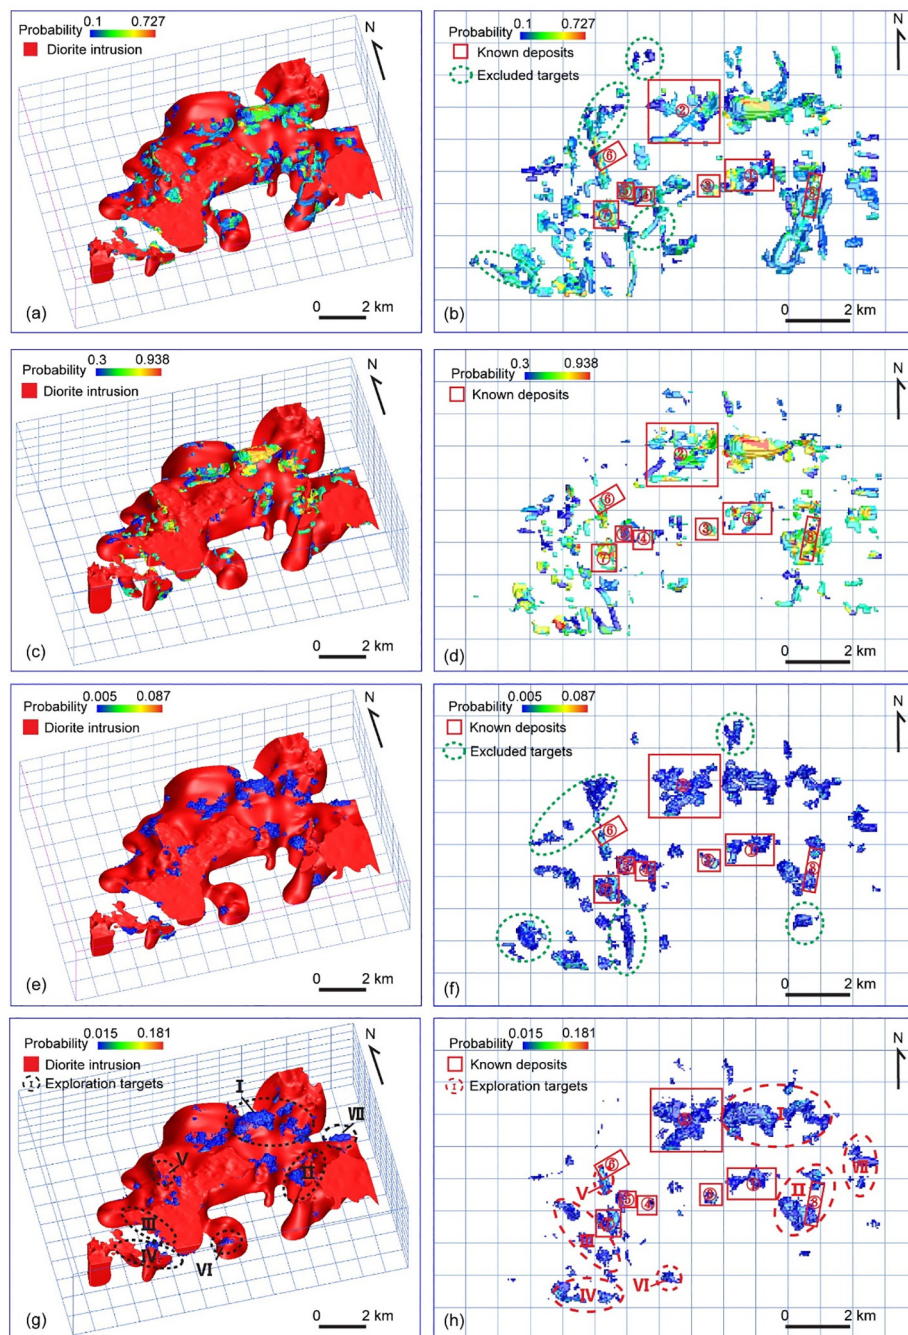 Probability 0.1 0.727
Diorite intrusion
N
(a)
0 2 km
Probability 0.1 0.727
Known deposits
Excluded targets
N
②
⑥
①
③
⑤
④
⑦
⑧
(b)
0 2 km
Probability 0.3 0.938
Diorite intrusion
N
(c)
0 2 km
Probability 0.3 0.938
Known deposits
N
②
⑥
①
③
④
⑦
⑧
(d)
0 2 km
Probability 0.005 0.087
Diorite intrusion
N
(e)
0 2 km
Probability 0.005 0.087
Known deposits
Excluded targets
N
②
⑥
①
③
⑤
④
⑧
(f)
0 2 km
Probability 0.015 0.181
Diorite intrusion
I Exploration targets
N
I
VII
II
V
III
IV
VI
(g)
0 2 km
Probability 0.015 0.181
Known deposits
I Exploration targets
N
I
VII
⑥
V
⑤
④
II
⑧
III
VI
IV
(h)
0 2 km